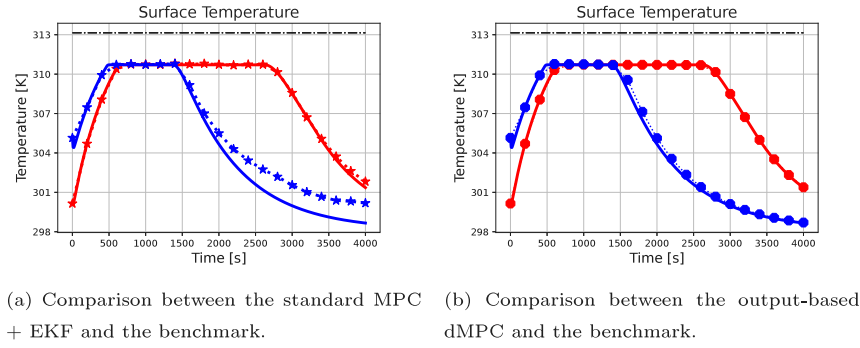 Surface Temperature
313
310
307
304
301
298
Temperature [K]
0 500 1000 1500 2000 2500 3000 3500 4000
Time [s]
(a) Comparison between the standard MPC
+ EKF and the benchmark.
Surface Temperature
313
310
307
304
301
298
Temperature [K]
0 500 1000 1500 2000 2500 3000 3500 4000
Time [s]
(b) Comparison between the output-based
dMPC and the benchmark.